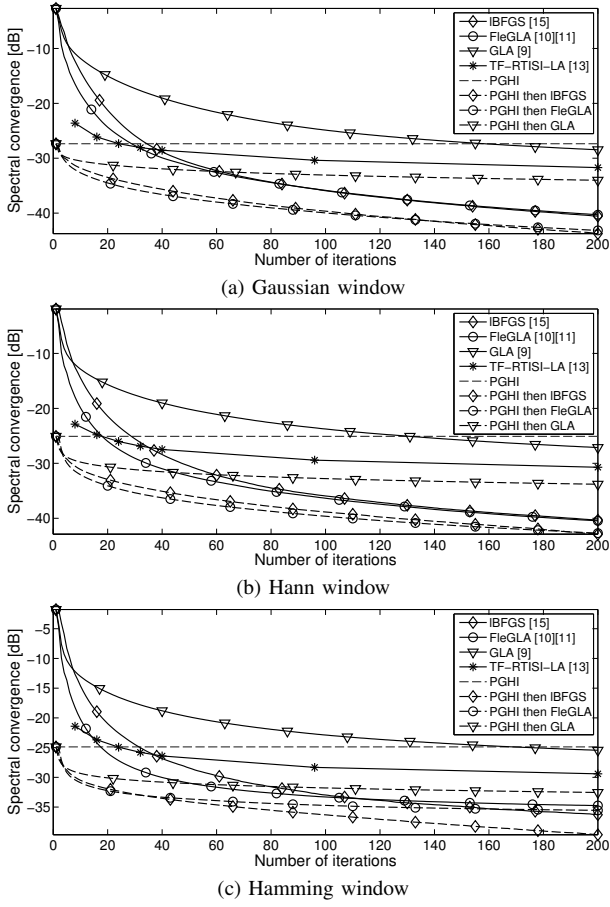 Spectral convergence [dB]
−10
−20
−30
−40
0 20 40 60 80 100 120 140 160 180 200
Number of iterations
lBFGS [15]
FleGLA [10][11]
GLA [9]
TF−RTISI−LA [13]
PGHI
PGHI then lBFGS
PGHI then FleGLA
PGHI then GLA
(a) Gaussian window
Spectral convergence [dB]
−10
−20
−30
−40
0 20 40 60 80 100 120 140 160 180 200
Number of iterations
lBFGS [15]
FleGLA [10][11]
GLA [9]
TF−RTISI−LA [13]
PGHI
PGHI then lBFGS
PGHI then FleGLA
PGHI then GLA
(b) Hann window
Spectral convergence [dB]
−5
−10
−15
−20
−25
−30
−35
0 20 40 60 80 100 120 140 160 180 200
Number of iterations
lBFGS [15]
FleGLA [10][11]
GLA [9]
TF−RTISI−LA [13]
PGHI
PGHI then lBFGS
PGHI then FleGLA
PGHI then GLA
(c) Hamming window